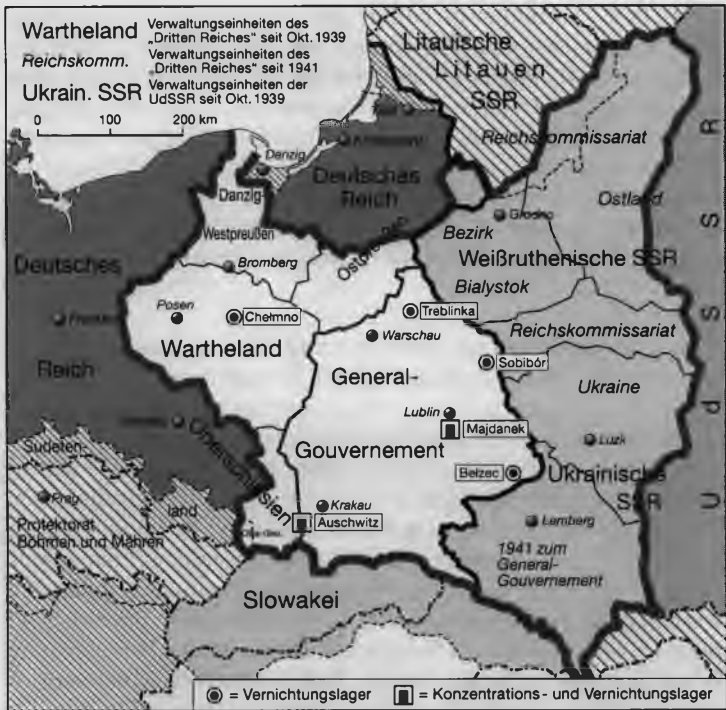 Wartheland Verwaltungseinheiten des
„Dritten Reiches" seit Okt. 1939
Reichskomm. Verwaltungseinheiten des
„Dritten Reiches" seit 1941
Ukrain. SSR Verwaltungseinheiten der
UdSSR seit Okt. 1939
0 100 200 km
Litauische
Litauen
SSR
Reichskommissariat
Ostland
UdSSR
Danzig
Deutsches
Reich
Danzig-
Westpreußen
Ostpreußen
Grodno
Bezirk
Weißruthenische SSR
Bialystok
Deutsches
Reich
Bromberg
Posen
Chełmno
Treblinka
Warschau
Wartheland
Reichskommissariat
Sobibór
General-
Ukraine
Lublin
Majdanek
Luzk
Gouvernement
Belzec
Ukrainische
SSR
Oberschlesien
Sudeten-
land
Prag
Protektorat
Böhmen und Mähren
Krakau
Auschwitz
Lemberg
1941 zum
General-
Gouvernement
Slowakei
= Vernichtungslager
= Konzentrations- und Vernichtungslager